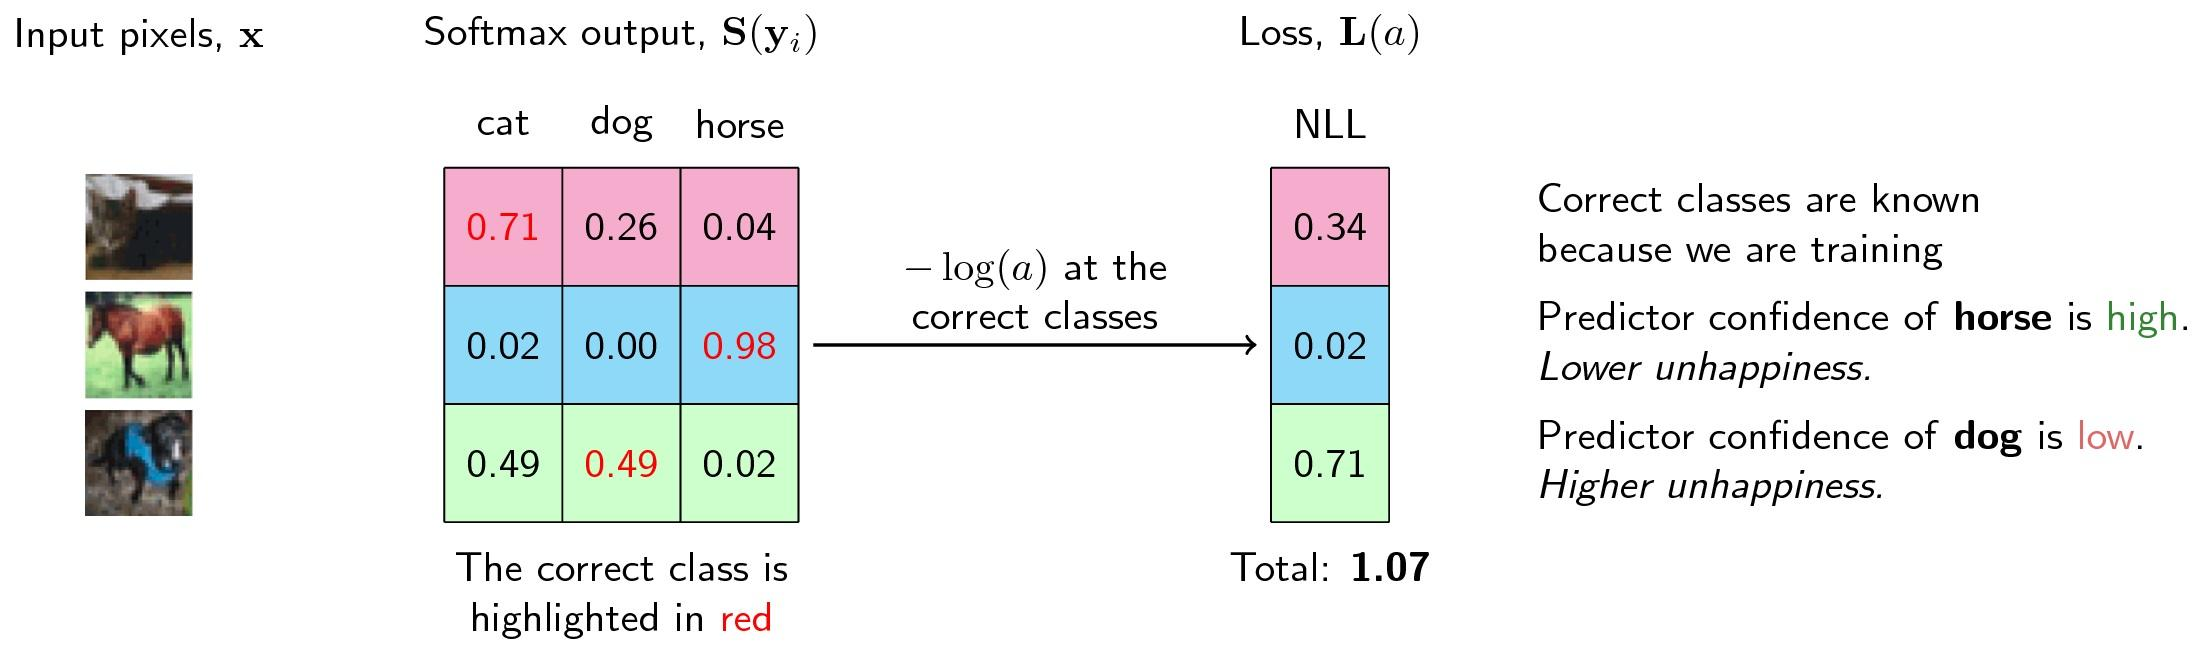 Input pixels, x
Softmax output, S(yᵢ)
Loss, L(a)
cat dog horse
NLL
0.71 0.26 0.04
0.34
0.02 0.00 0.98
0.02
0.49 0.49 0.02
0.71
− log(a) at the
correct classes
The correct class is
highlighted in red
Total: 1.07
Correct classes are known
because we are training
Predictor confidence of horse is high.
Lower unhappiness.
Predictor confidence of dog is low.
Higher unhappiness.